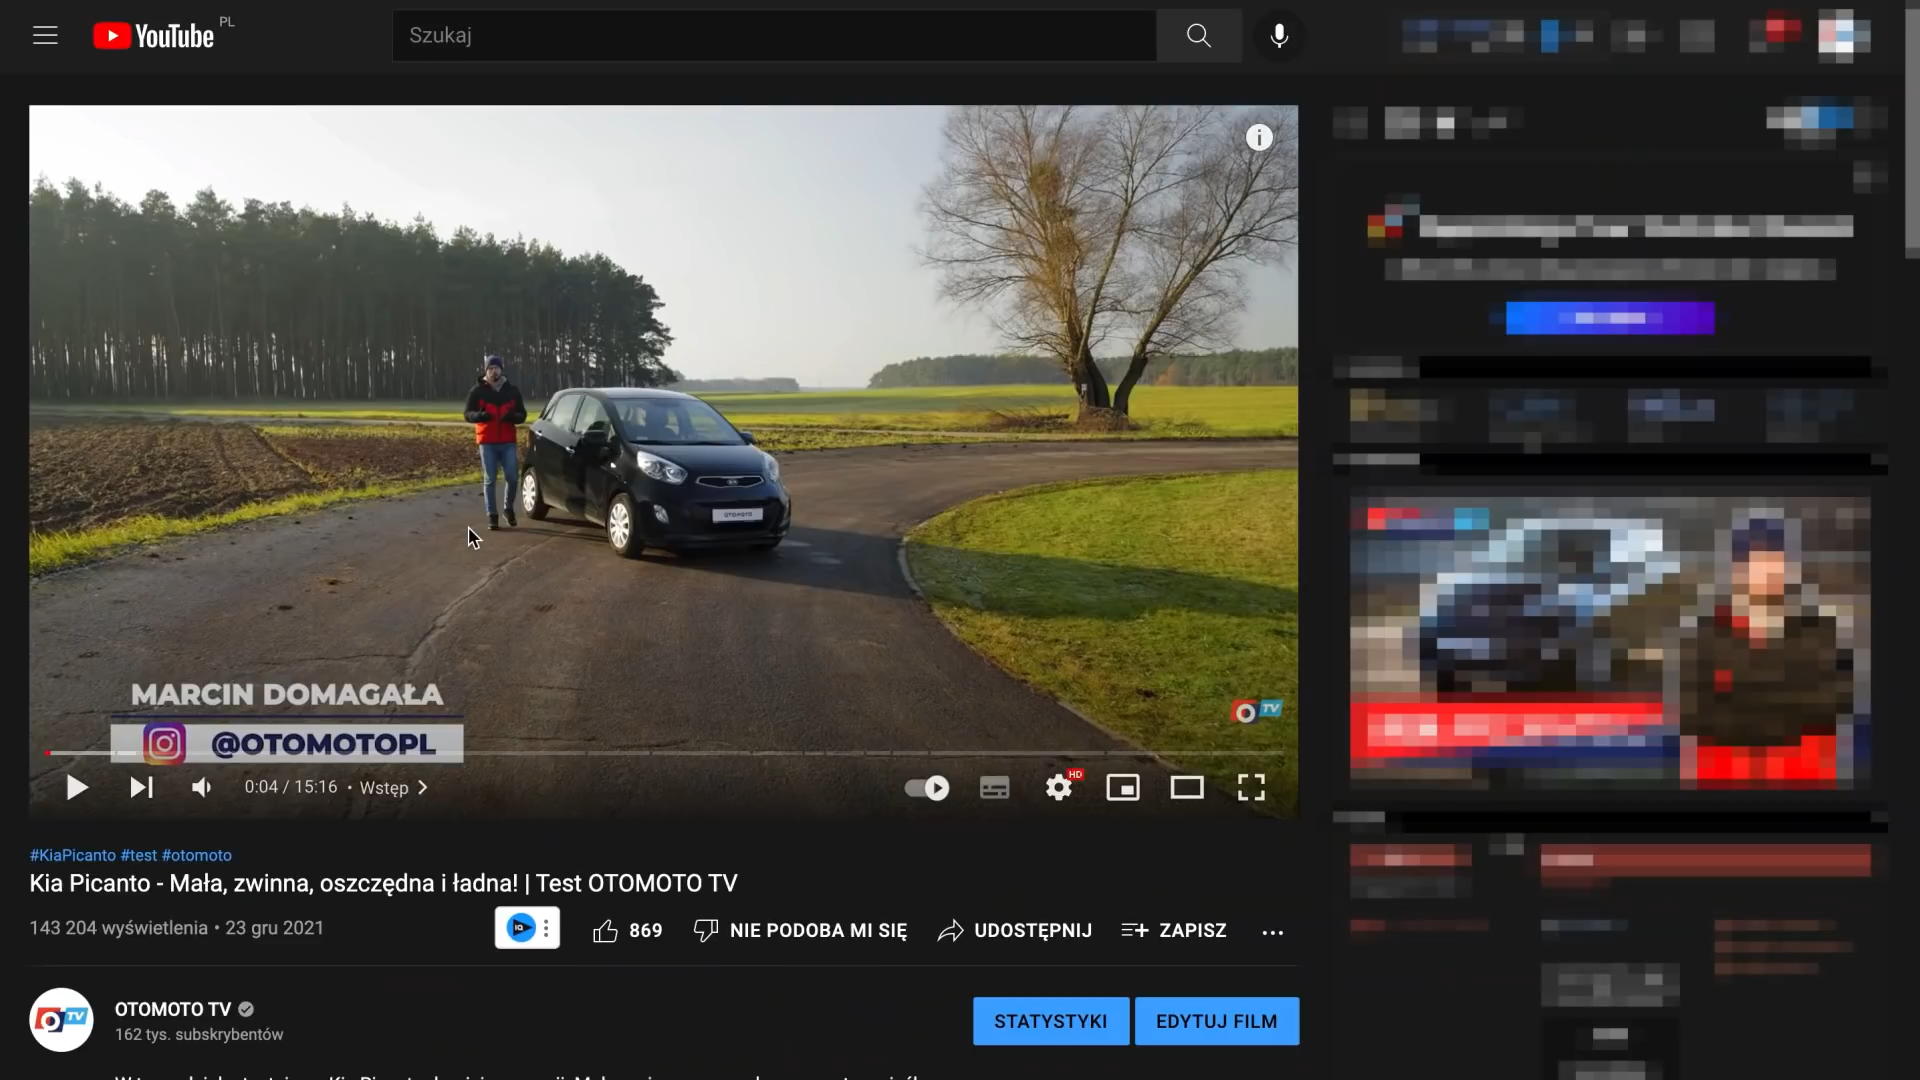 YouTube PL
Szukaj
MARCIN DOMAGAŁA
@OTOMOTOPL
OTOMOTO
TV
0:04 / 15:16 • Wstęp
HD
#KiaPicanto #test #otomoto
Kia Picanto - Mała, zwinna, oszczędna i ładna! | Test OTOMOTO TV
143 204 wyświetlenia • 23 gru 2021
869
NIE PODOBA MI SIĘ
UDOSTĘPNIJ
ZAPISZ
OTOMOTO TV
162 tys. subskrybentów
STATYSTYKI
EDYTUJ FILM